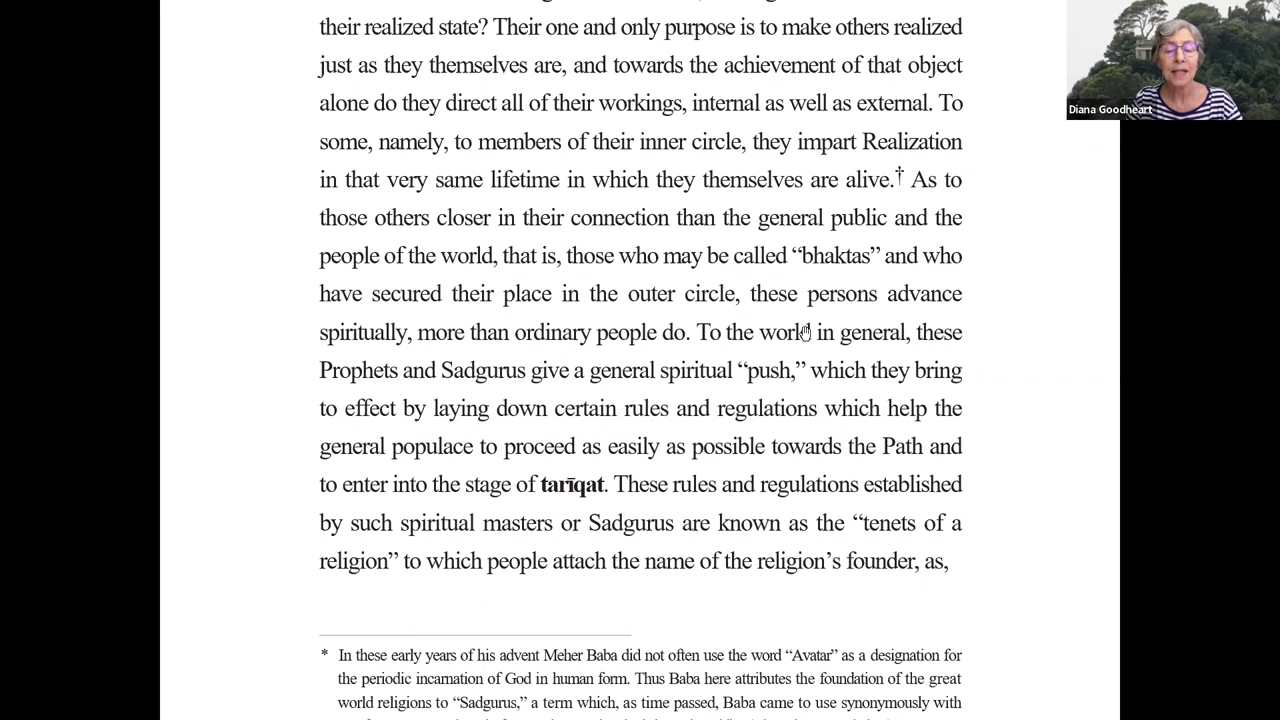 their realized state? Their one and only purpose is to make others realized
just as they themselves are, and towards the achievement of that object
alone do they direct all of their workings, internal as well as external. To
some, namely, to members of their inner circle, they impart Realization
in that very same lifetime in which they themselves are alive.† As to
those others closer in their connection than the general public and the
people of the world, that is, those who may be called “bhaktas” and who
have secured their place in the outer circle, these persons advance
spiritually, more than ordinary people do. To the world in general, these
Prophets and Sadgurus give a general spiritual “push,” which they bring
to effect by laying down certain rules and regulations which help the
general populace to proceed as easily as possible towards the Path and
to enter into the stage of tarīqat. These rules and regulations established
by such spiritual masters or Sadgurus are known as the “tenets of a
religion” to which people attach the name of the religion’s founder, as,
* In these early years of his advent Meher Baba did not often use the word “Avatar” as a designation for
the periodic incarnation of God in human form. Thus Baba here attributes the foundation of the great
world religions to “Sadgurus,” a term which, as time passed, Baba came to use synonymously with
Diana Goodheart